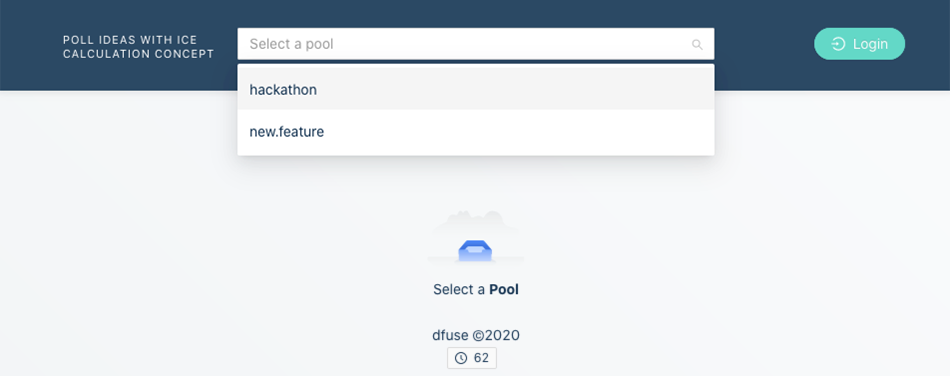 POLL IDEAS WITH ICE
CALCULATION CONCEPT
Select a pool
Login
hackathon
new.feature
Select a Pool
dfuse ©2020
62